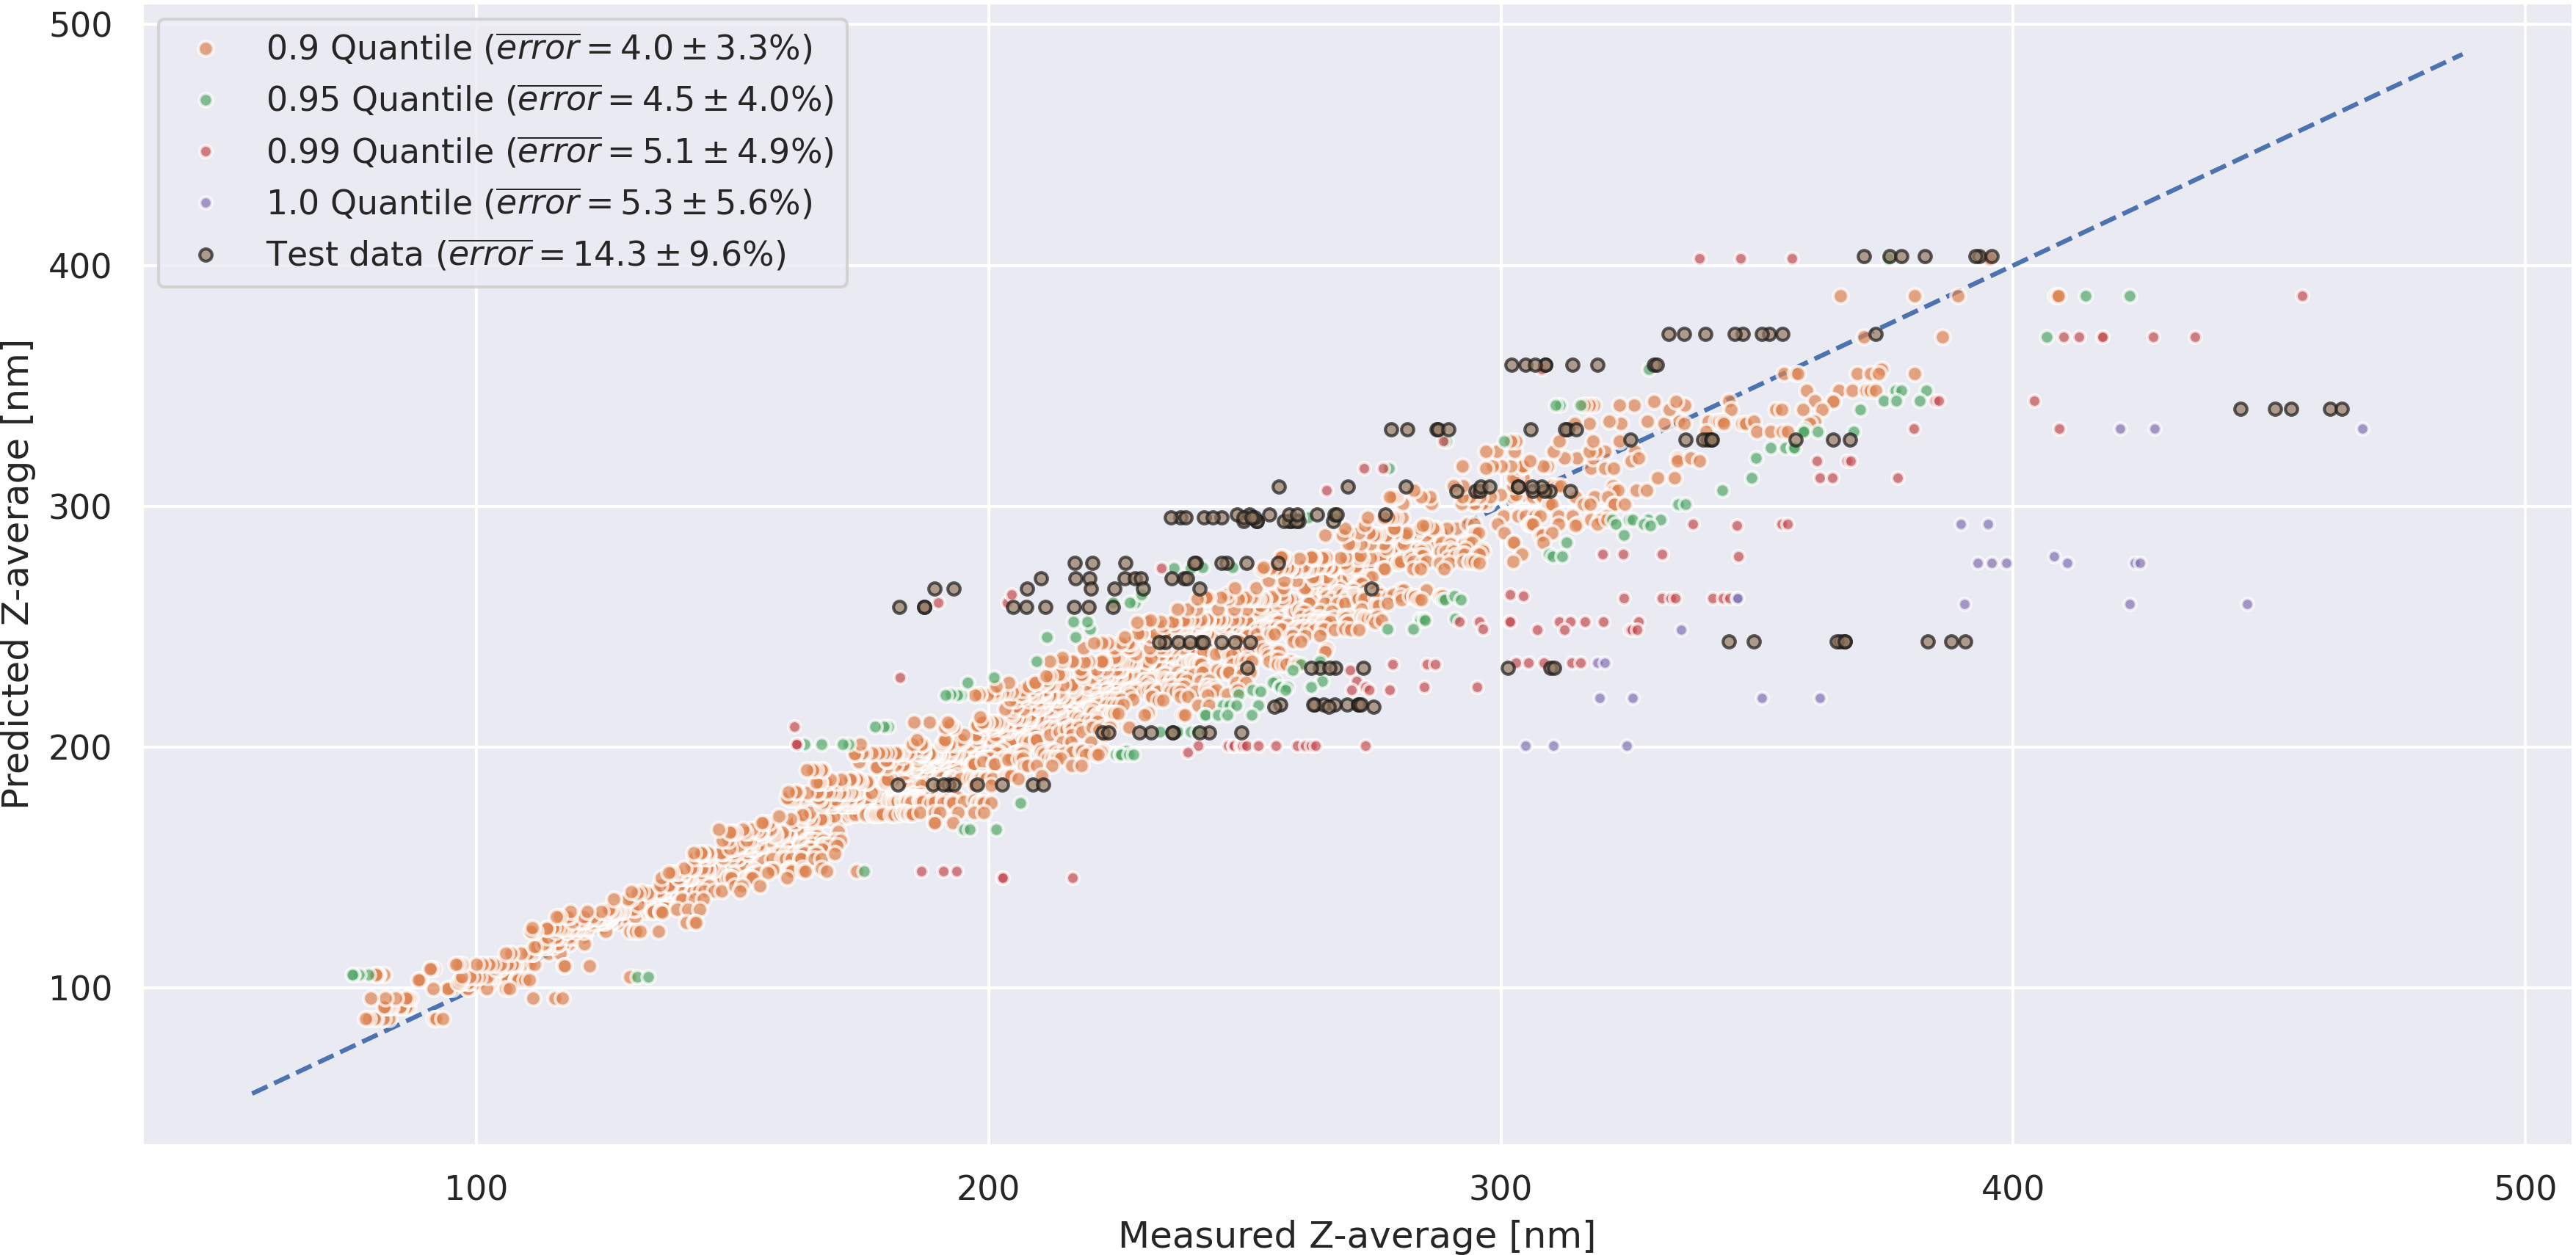 0.9 Quantile (error = 4.0 ± 3.3%)
0.95 Quantile (error = 4.5 ± 4.0%)
0.99 Quantile (error = 5.1 ± 4.9%)
1.0 Quantile (error = 5.3 ± 5.6%)
Test data (error = 14.3 ± 9.6%)
Predicted Z-average [nm]
500
400
300
200
100
100 200 300 400 500
Measured Z-average [nm]